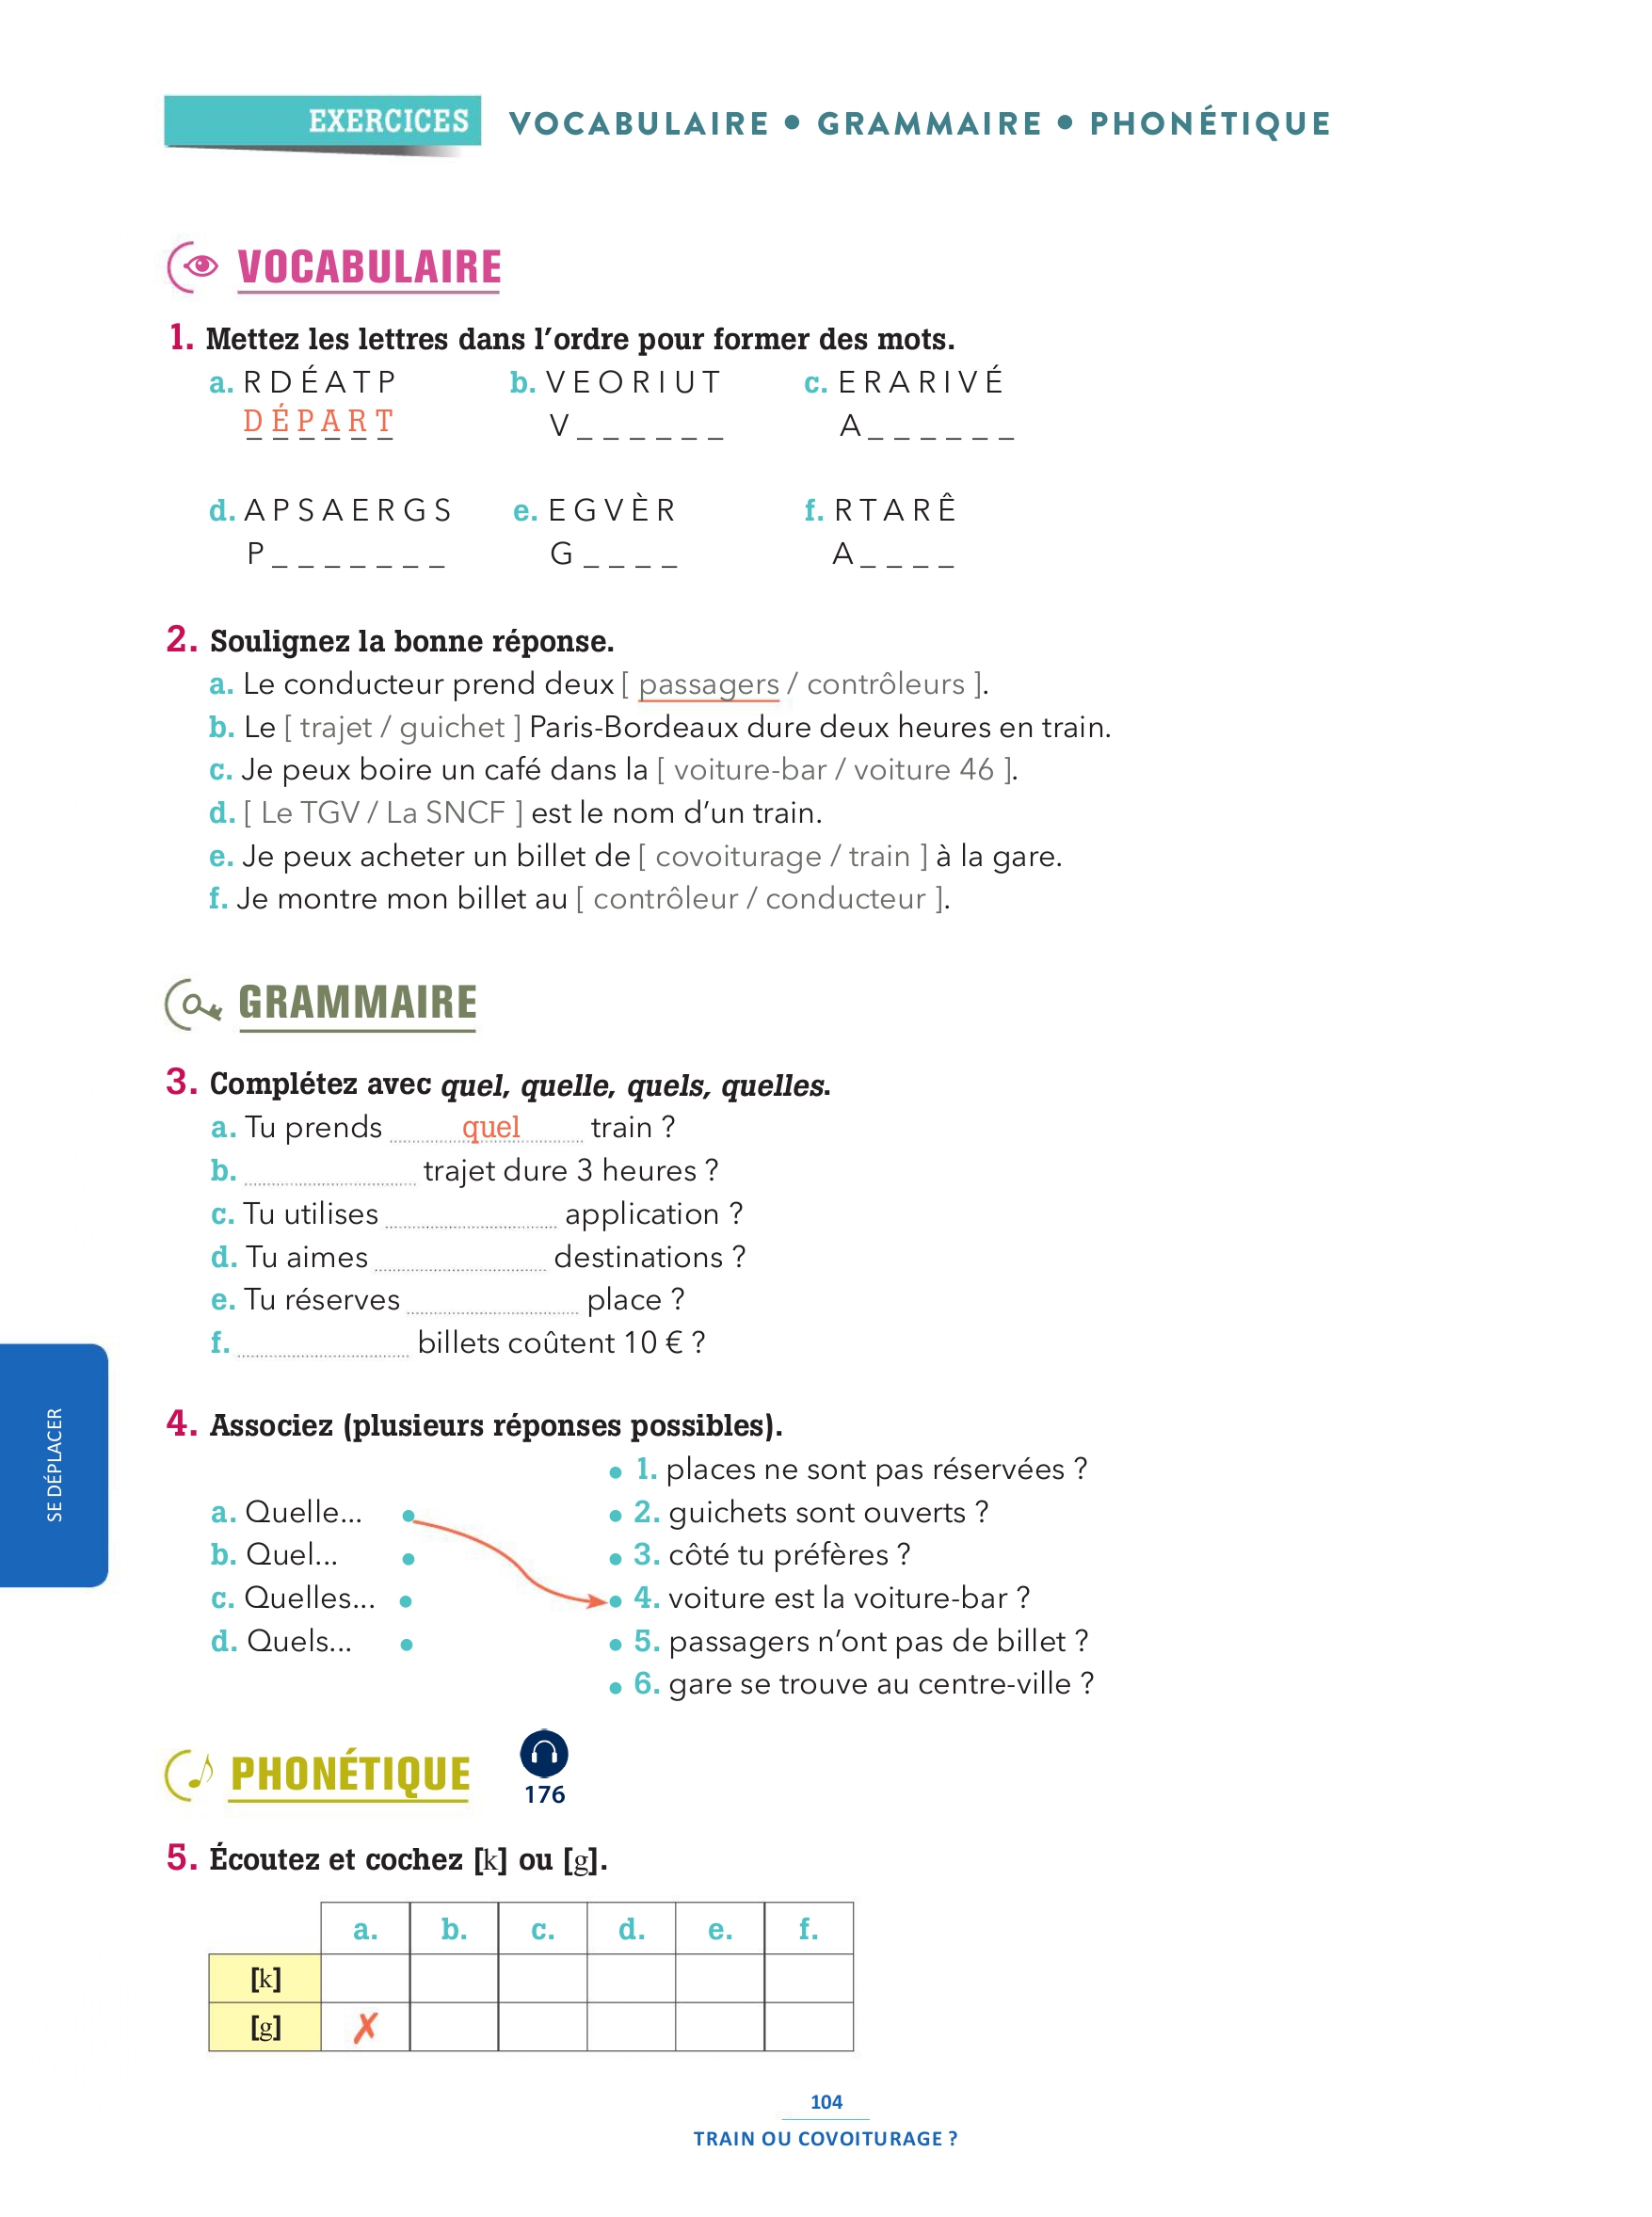 EXERCICES VOCABULAIRE • GRAMMAIRE • PHONÉTIQUE
VOCABULAIRE
1. Mettez les lettres dans l'ordre pour former des mots.
a. R D É A T P b. V E O R I U T c. E R A R I V É
D É P A R T V _ _ _ _ _ _ A _ _ _ _ _ _
d. A P S A E R G S e. E G V È R f. R T A R Ê
P _ _ _ _ _ _ _ G _ _ _ _ A _ _ _ _
2. Soulignez la bonne réponse.
a. Le conducteur prend deux [ passagers / contrôleurs ].
b. Le [ trajet / guichet ] Paris-Bordeaux dure deux heures en train.
c. Je peux boire un café dans la [ voiture-bar / voiture 46 ].
d. [ Le TGV / La SNCF ] est le nom d'un train.
e. Je peux acheter un billet de [ covoiturage / train ] à la gare.
f. Je montre mon billet au [ contrôleur / conducteur ].
GRAMMAIRE
3. Complétez avec quel, quelle, quels, quelles.
a. Tu prends quel train ?
b. .......... trajet dure 3 heures ?
c. Tu utilises .......... application ?
d. Tu aimes .......... destinations ?
e. Tu réserves .......... place ?
f. .......... billets coûtent 10 € ?
4. Associez (plusieurs réponses possibles).
• 1. places ne sont pas réservées ?
a. Quelle... • • 2. guichets sont ouverts ?
b. Quel... • • 3. côté tu préfères ?
c. Quelles... • • 4. voiture est la voiture-bar ?
d. Quels... • • 5. passagers n'ont pas de billet ?
• 6. gare se trouve au centre-ville ?
PHONÉTIQUE
176
5. Écoutez et cochez [k] ou [g].
a. b. c. d. e. f.
[k]
[g] ✗
SE DÉPLACER
104
TRAIN OU COVOITURAGE ?